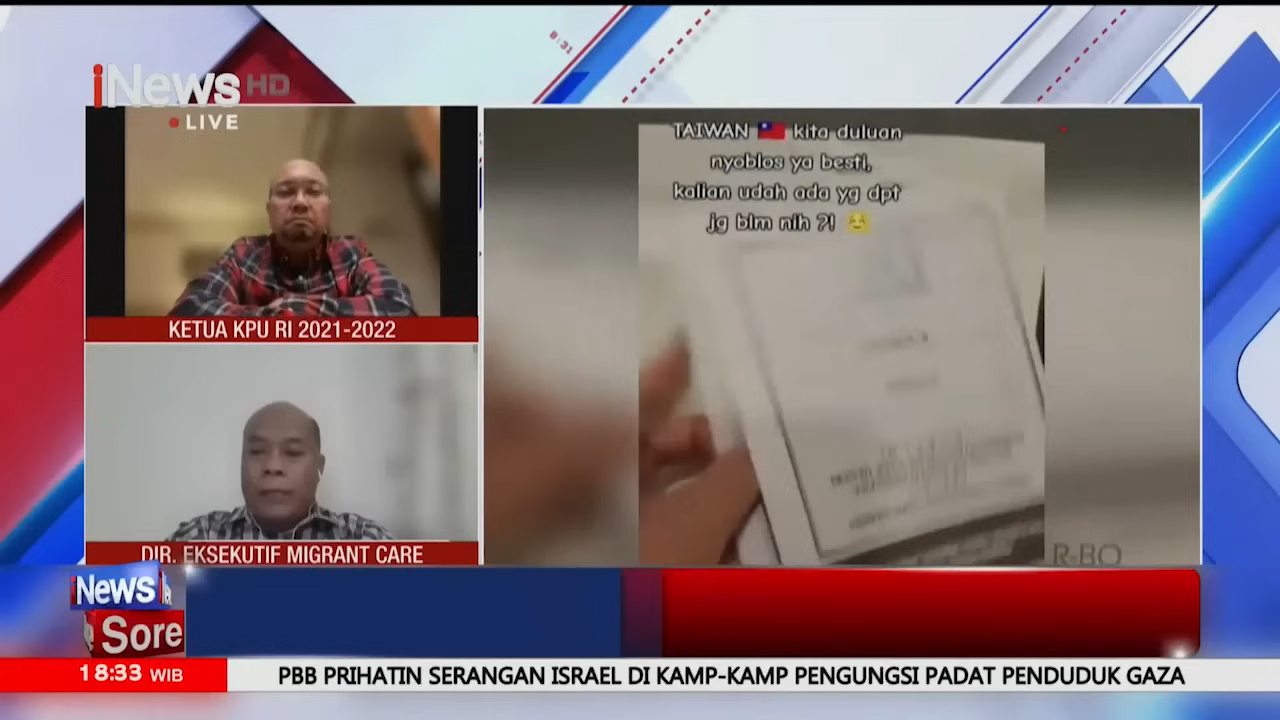 iNews HD
LIVE
KETUA KPU RI 2021-2022
DIR. EKSEKUTIF MIGRANT CARE
TAIWAN 🇹🇼 kita duluan
nyoblos ya besti,
kalian udah ada yg dpt
jg blm nih ?! ☺️
R-BO
iNews
Sore
18:33 WIB
PBB PRIHATIN SERANGAN ISRAEL DI KAMP-KAMP PENGUNGSI PADAT PENDUDUK GAZA